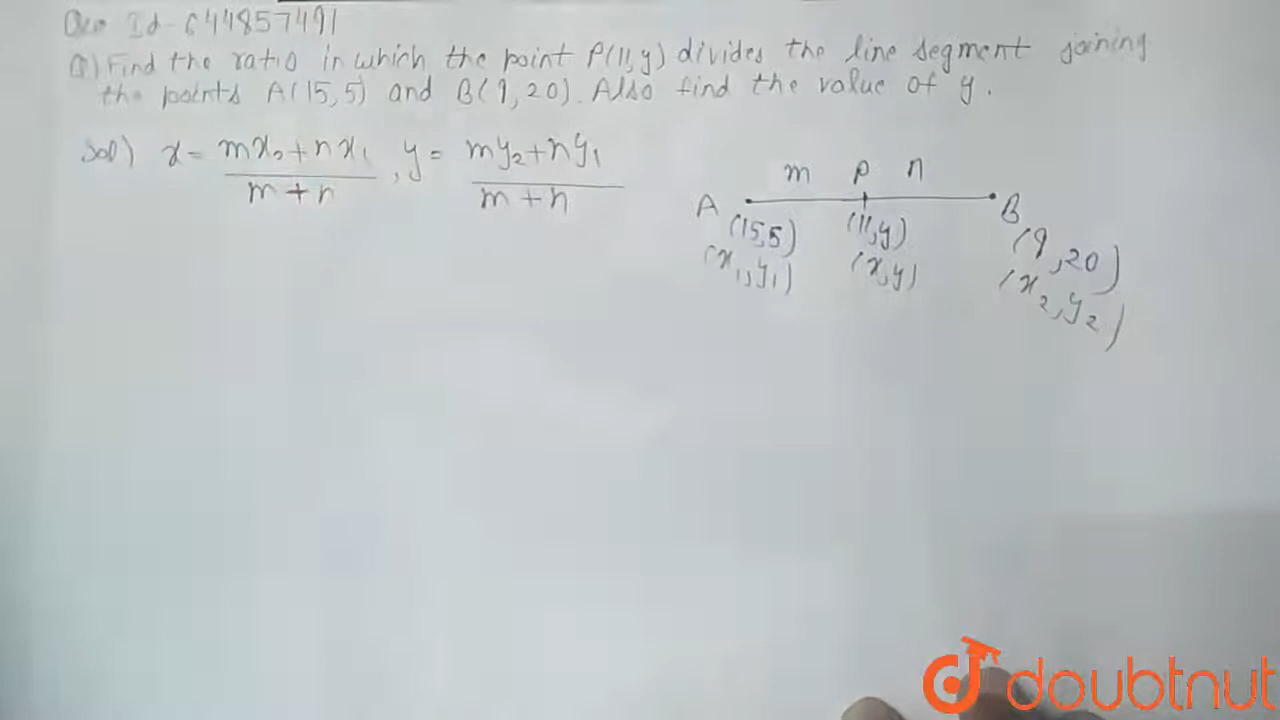 Que Id-644857491
Q) Find the ratio in which the point P(11,y) divides the line segment joining
the points A(15,5) and B(9,20). Also find the value of y.
Sol) x = mx₂+nx₁ / m+n , y = my₂+ny₁ / m+n
m P n
A B
(15,5) (11,y) (9,20)
(x₁,y₁) (x,y) (x₂,y₂)
doubtnut